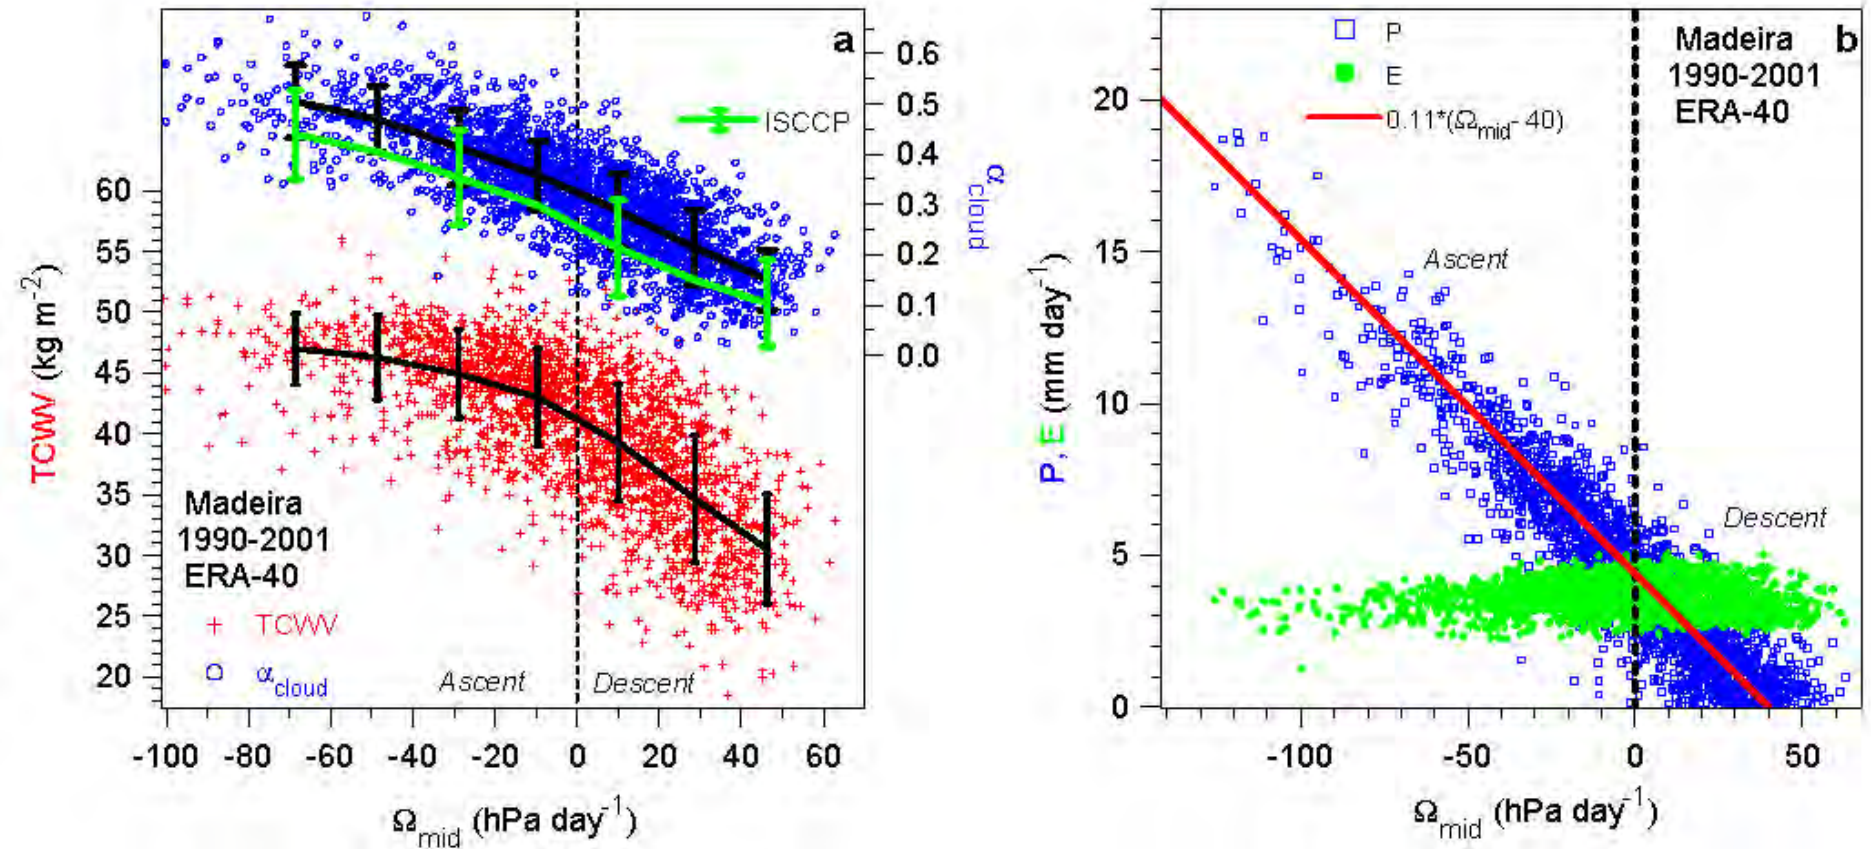 a
0.6
0.5
0.4
0.3
0.2
0.1
0.0
α cloud
ISCCP
60
55
50
45
40
35
30
25
20
TCWV (kg m-2)
Madeira
1990-2001
ERA-40
TCWV
αcloud
Ascent
Descent
-100 -80 -60 -40 -20 0 20 40 60
Ωmid (hPa day-1)
b
P
E
0.11*(Ωmid- 40)
Madeira
1990-2001
ERA-40
20
15
10
5
0
P, E (mm day-1)
Ascent
Descent
-100 -50 0 50
Ωmid (hPa day-1)